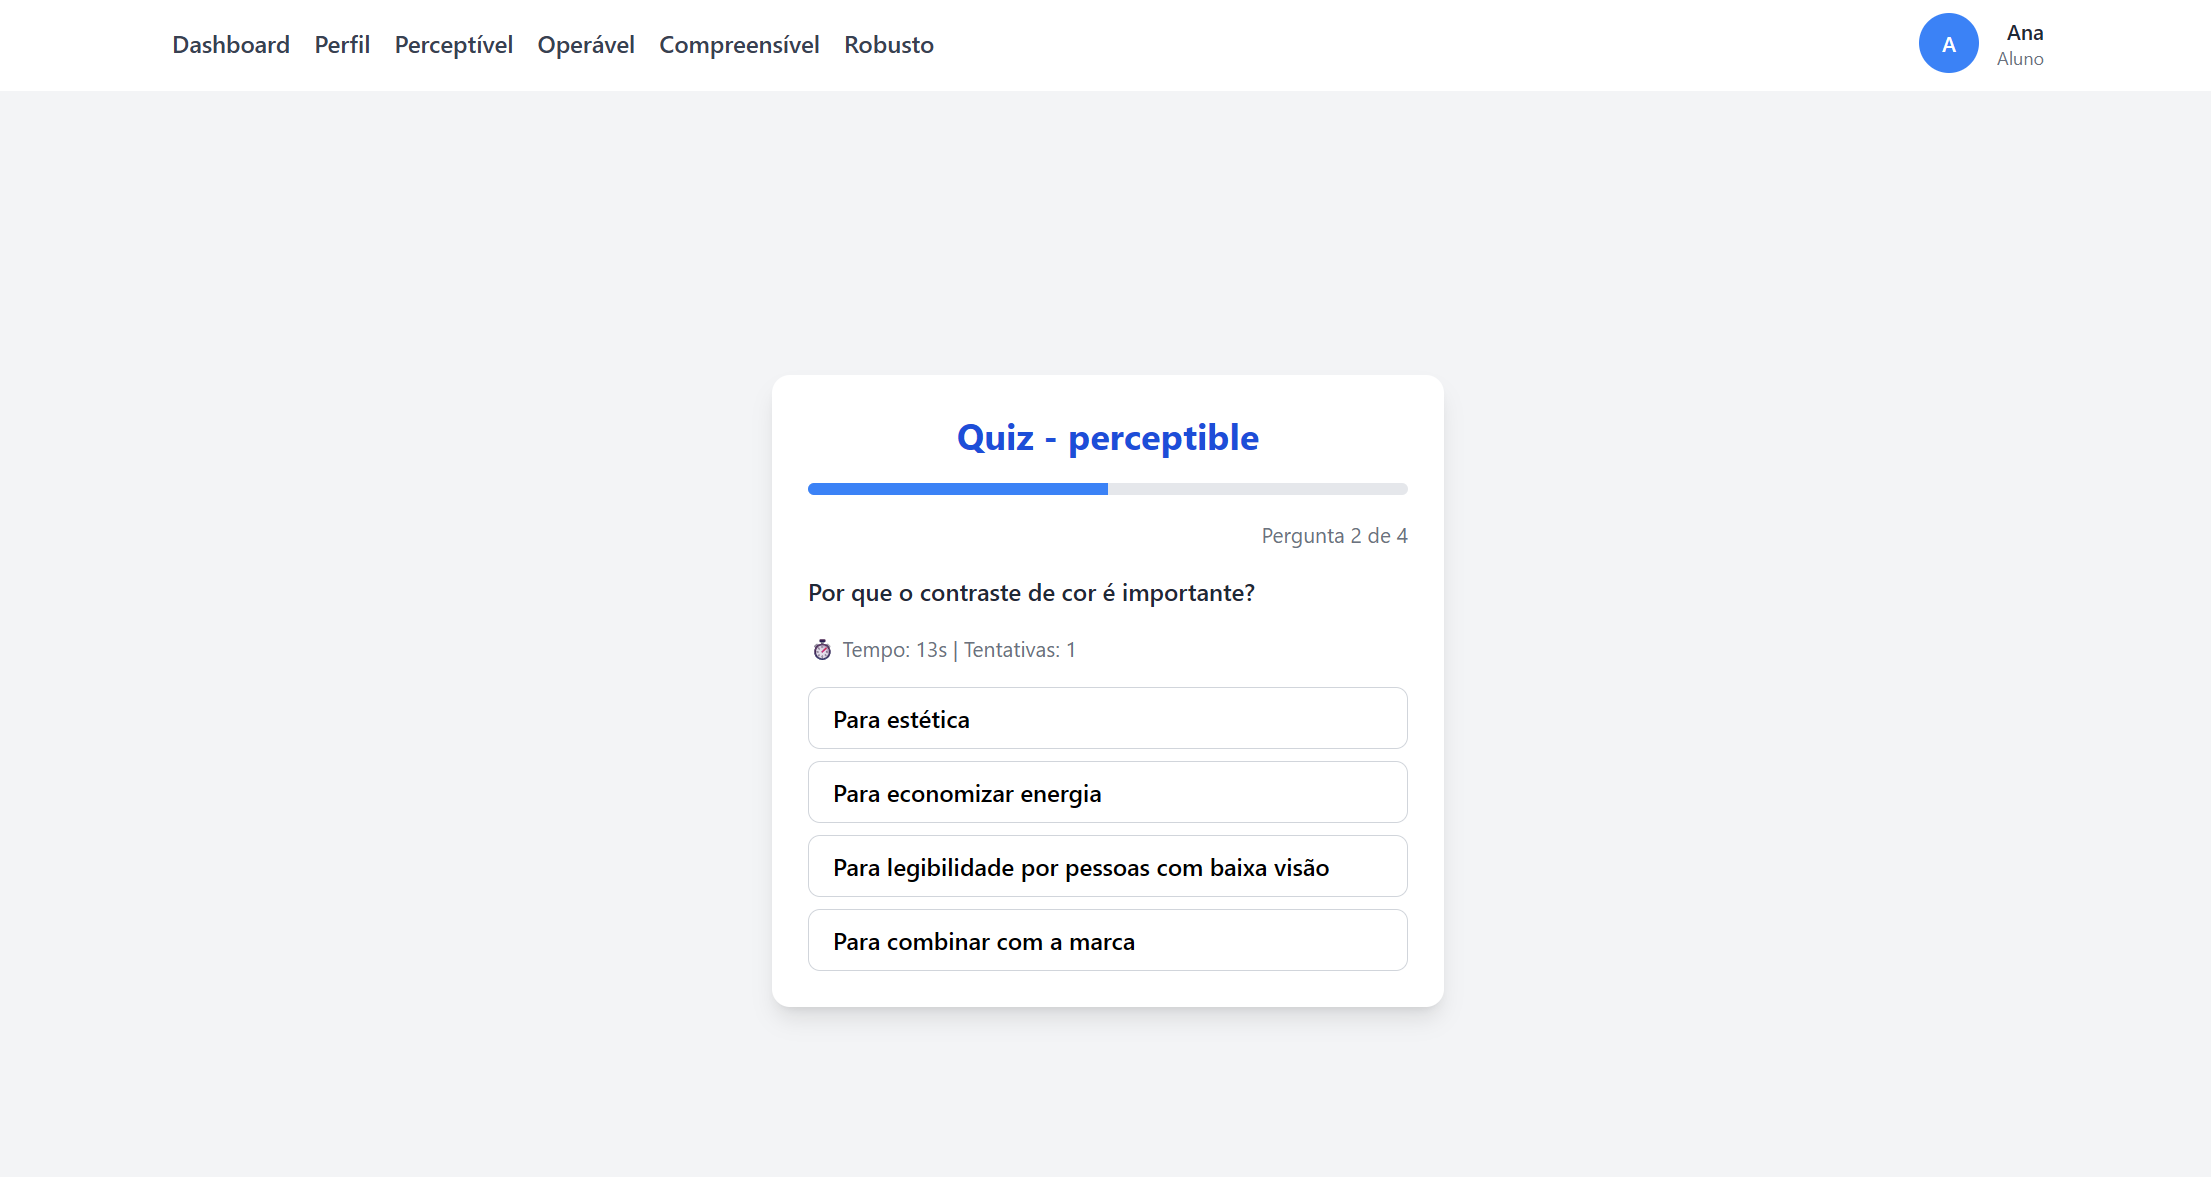 Dashboard Perfil Perceptível Operável Compreensível Robusto
A
Ana
Aluno
Quiz - perceptible
Pergunta 2 de 4
Por que o contraste de cor é importante?
Tempo: 13s | Tentativas: 1
Para estética
Para economizar energia
Para legibilidade por pessoas com baixa visão
Para combinar com a marca